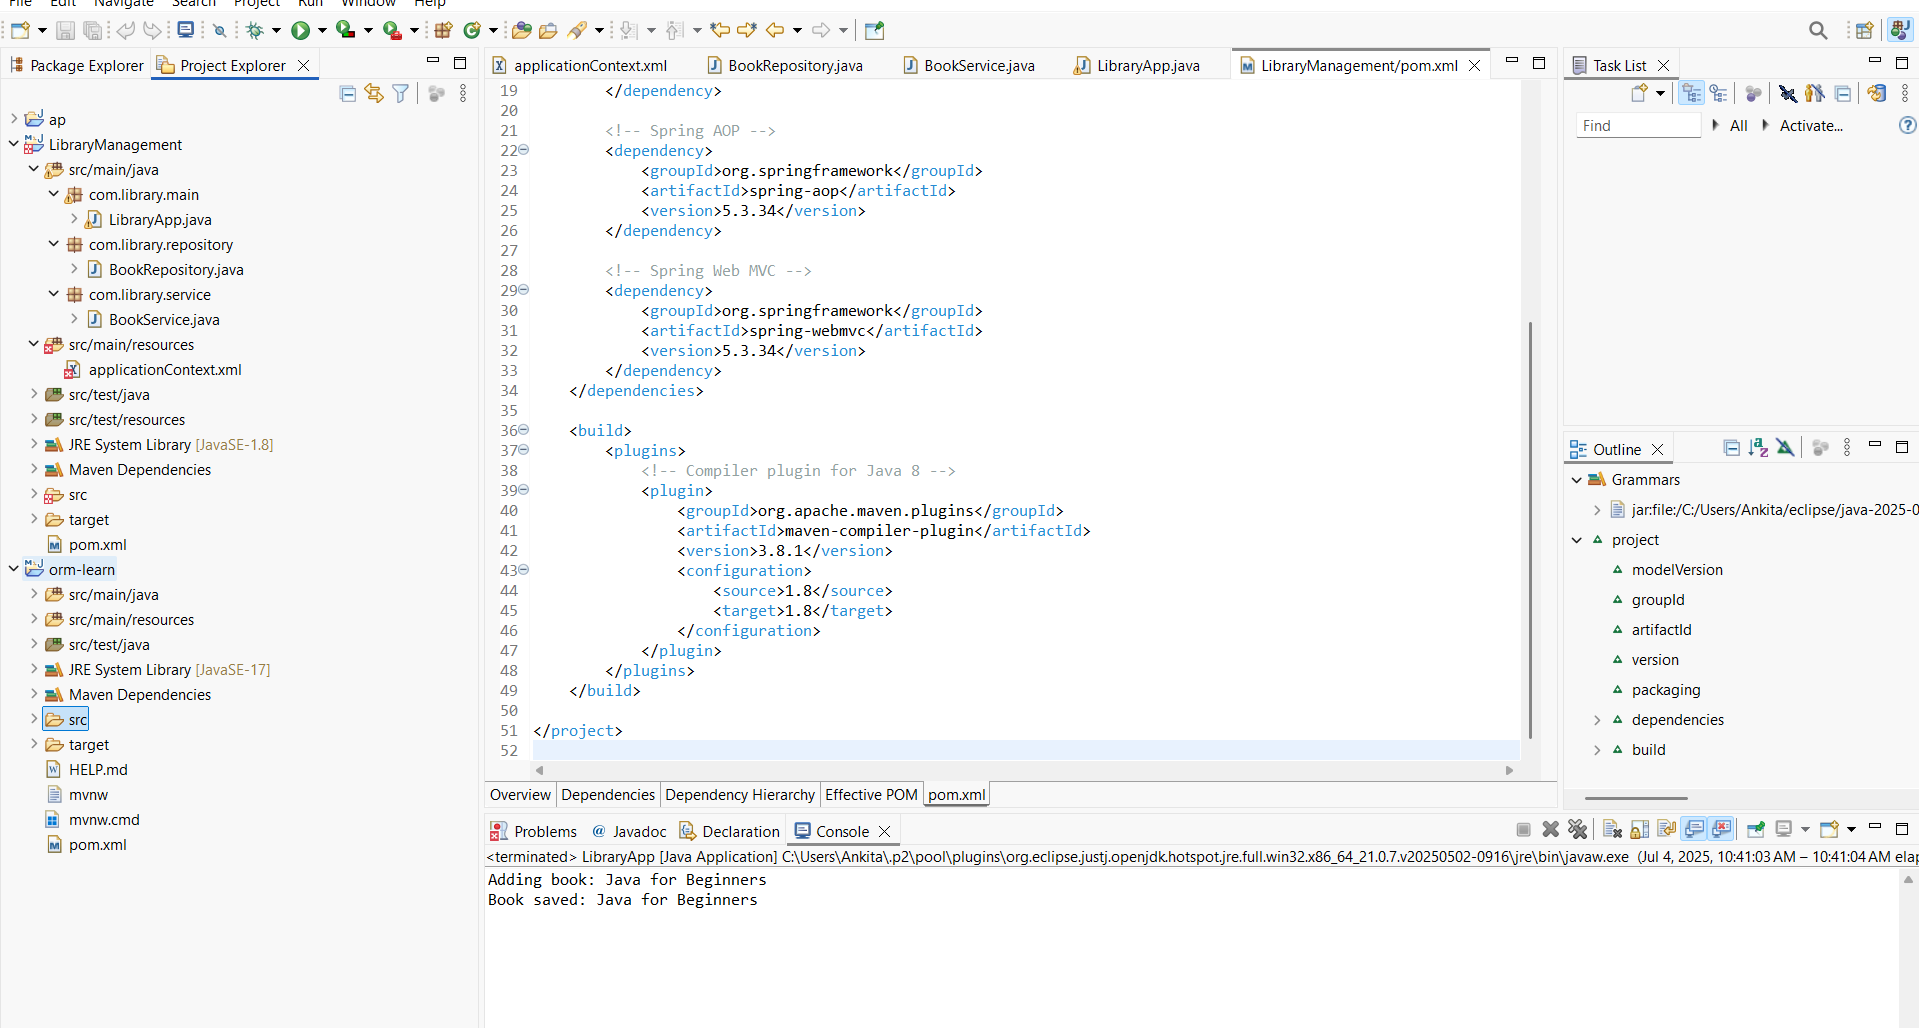 File Edit Navigate Search Project Run Window Help
Package Explorer
Project Explorer
ap
LibraryManagement
src/main/java
com.library.main
LibraryApp.java
com.library.repository
BookRepository.java
com.library.service
BookService.java
src/main/resources
applicationContext.xml
src/test/java
src/test/resources
JRE System Library [JavaSE-1.8]
Maven Dependencies
src
target
pom.xml
orm-learn
src/main/java
src/main/resources
src/test/java
JRE System Library [JavaSE-17]
Maven Dependencies
src
target
HELP.md
mvnw
mvnw.cmd
pom.xml
applicationContext.xml
BookRepository.java
BookService.java
LibraryApp.java
LibraryManagement/pom.xml
19 </dependency>
20
21 <!-- Spring AOP -->
22 <dependency>
23 <groupId>org.springframework</groupId>
24 <artifactId>spring-aop</artifactId>
25 <version>5.3.34</version>
26 </dependency>
27
28 <!-- Spring Web MVC -->
29 <dependency>
30 <groupId>org.springframework</groupId>
31 <artifactId>spring-webmvc</artifactId>
32 <version>5.3.34</version>
33 </dependency>
34 </dependencies>
35
36 <build>
37 <plugins>
38 <!-- Compiler plugin for Java 8 -->
39 <plugin>
40 <groupId>org.apache.maven.plugins</groupId>
41 <artifactId>maven-compiler-plugin</artifactId>
42 <version>3.8.1</version>
43 <configuration>
44 <source>1.8</source>
45 <target>1.8</target>
46 </configuration>
47 </plugin>
48 </plugins>
49 </build>
50
51 </project>
52
Overview Dependencies Dependency Hierarchy Effective POM pom.xml
Problems @ Javadoc Declaration Console
<terminated> LibraryApp [Java Application] C:\Users\Ankita\.p2\pool\plugins\org.eclipse.justj.openjdk.hotspot.jre.full.win32.x86_64_21.0.7.v20250502-0916\jre\bin\javaw.exe (Jul 4, 2025, 10:41:03 AM – 10:41:04 AM elap
Adding book: Java for Beginners
Book saved: Java for Beginners
Task List
Find All Activate...
Outline
Grammars
jar:file:/C:/Users/Ankita/eclipse/java-2025-0
project
modelVersion
groupId
artifactId
version
packaging
dependencies
build